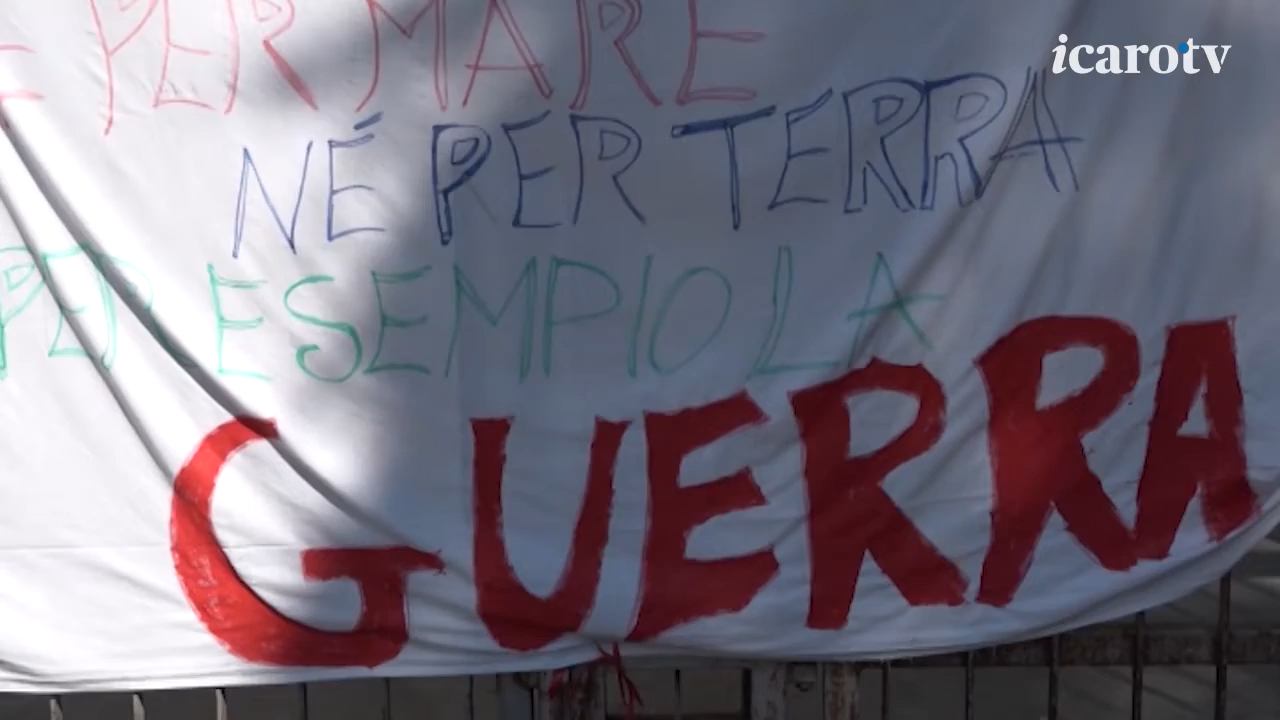 icarotv
PER MARE
NÉ PER TERRA
PER ESEMPIO LA
GUERRA